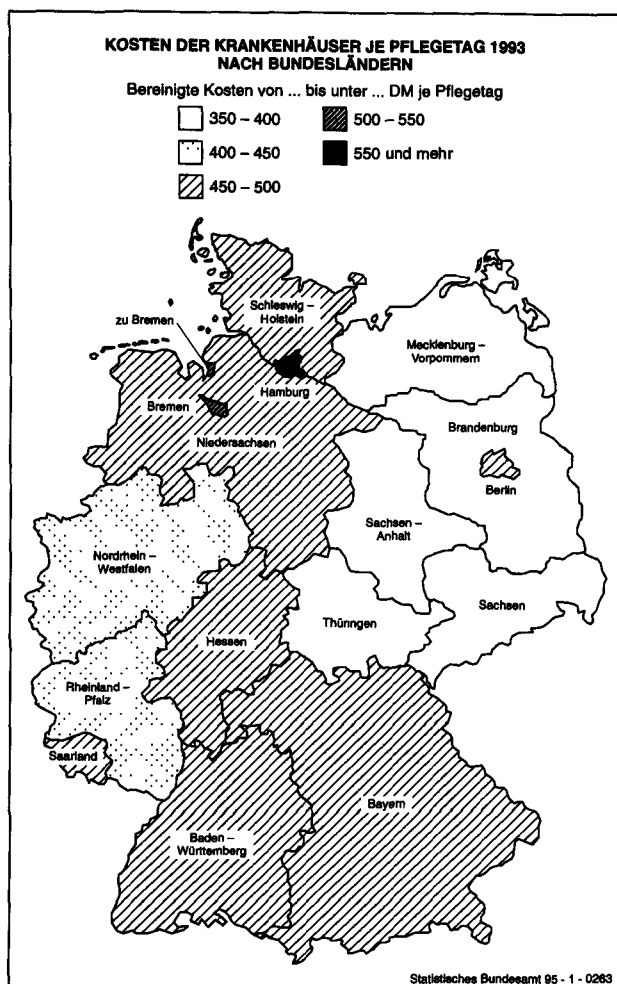 KOSTEN DER KRANKENHÄUSER JE PFLEGETAG 1993
NACH BUNDESLÄNDERN
Bereinigte Kosten von ... bis unter ... DM je Pflegetag
350 – 400
500 – 550
400 – 450
550 und mehr
450 – 500
Schleswig –
Holstein
zu Bremen
Mecklenburg –
Vorpommern
Hamburg
Bremen
Brandenburg
Niedersachsen
Berlin
Sachsen –
Anhalt
Nordrhein –
Westfalen
Sachsen
Thüringen
Hessen
Rheinland –
Pfalz
Saarland
Bayern
Baden –
Württemberg
Statistisches Bundesamt 95 - 1 - 0263